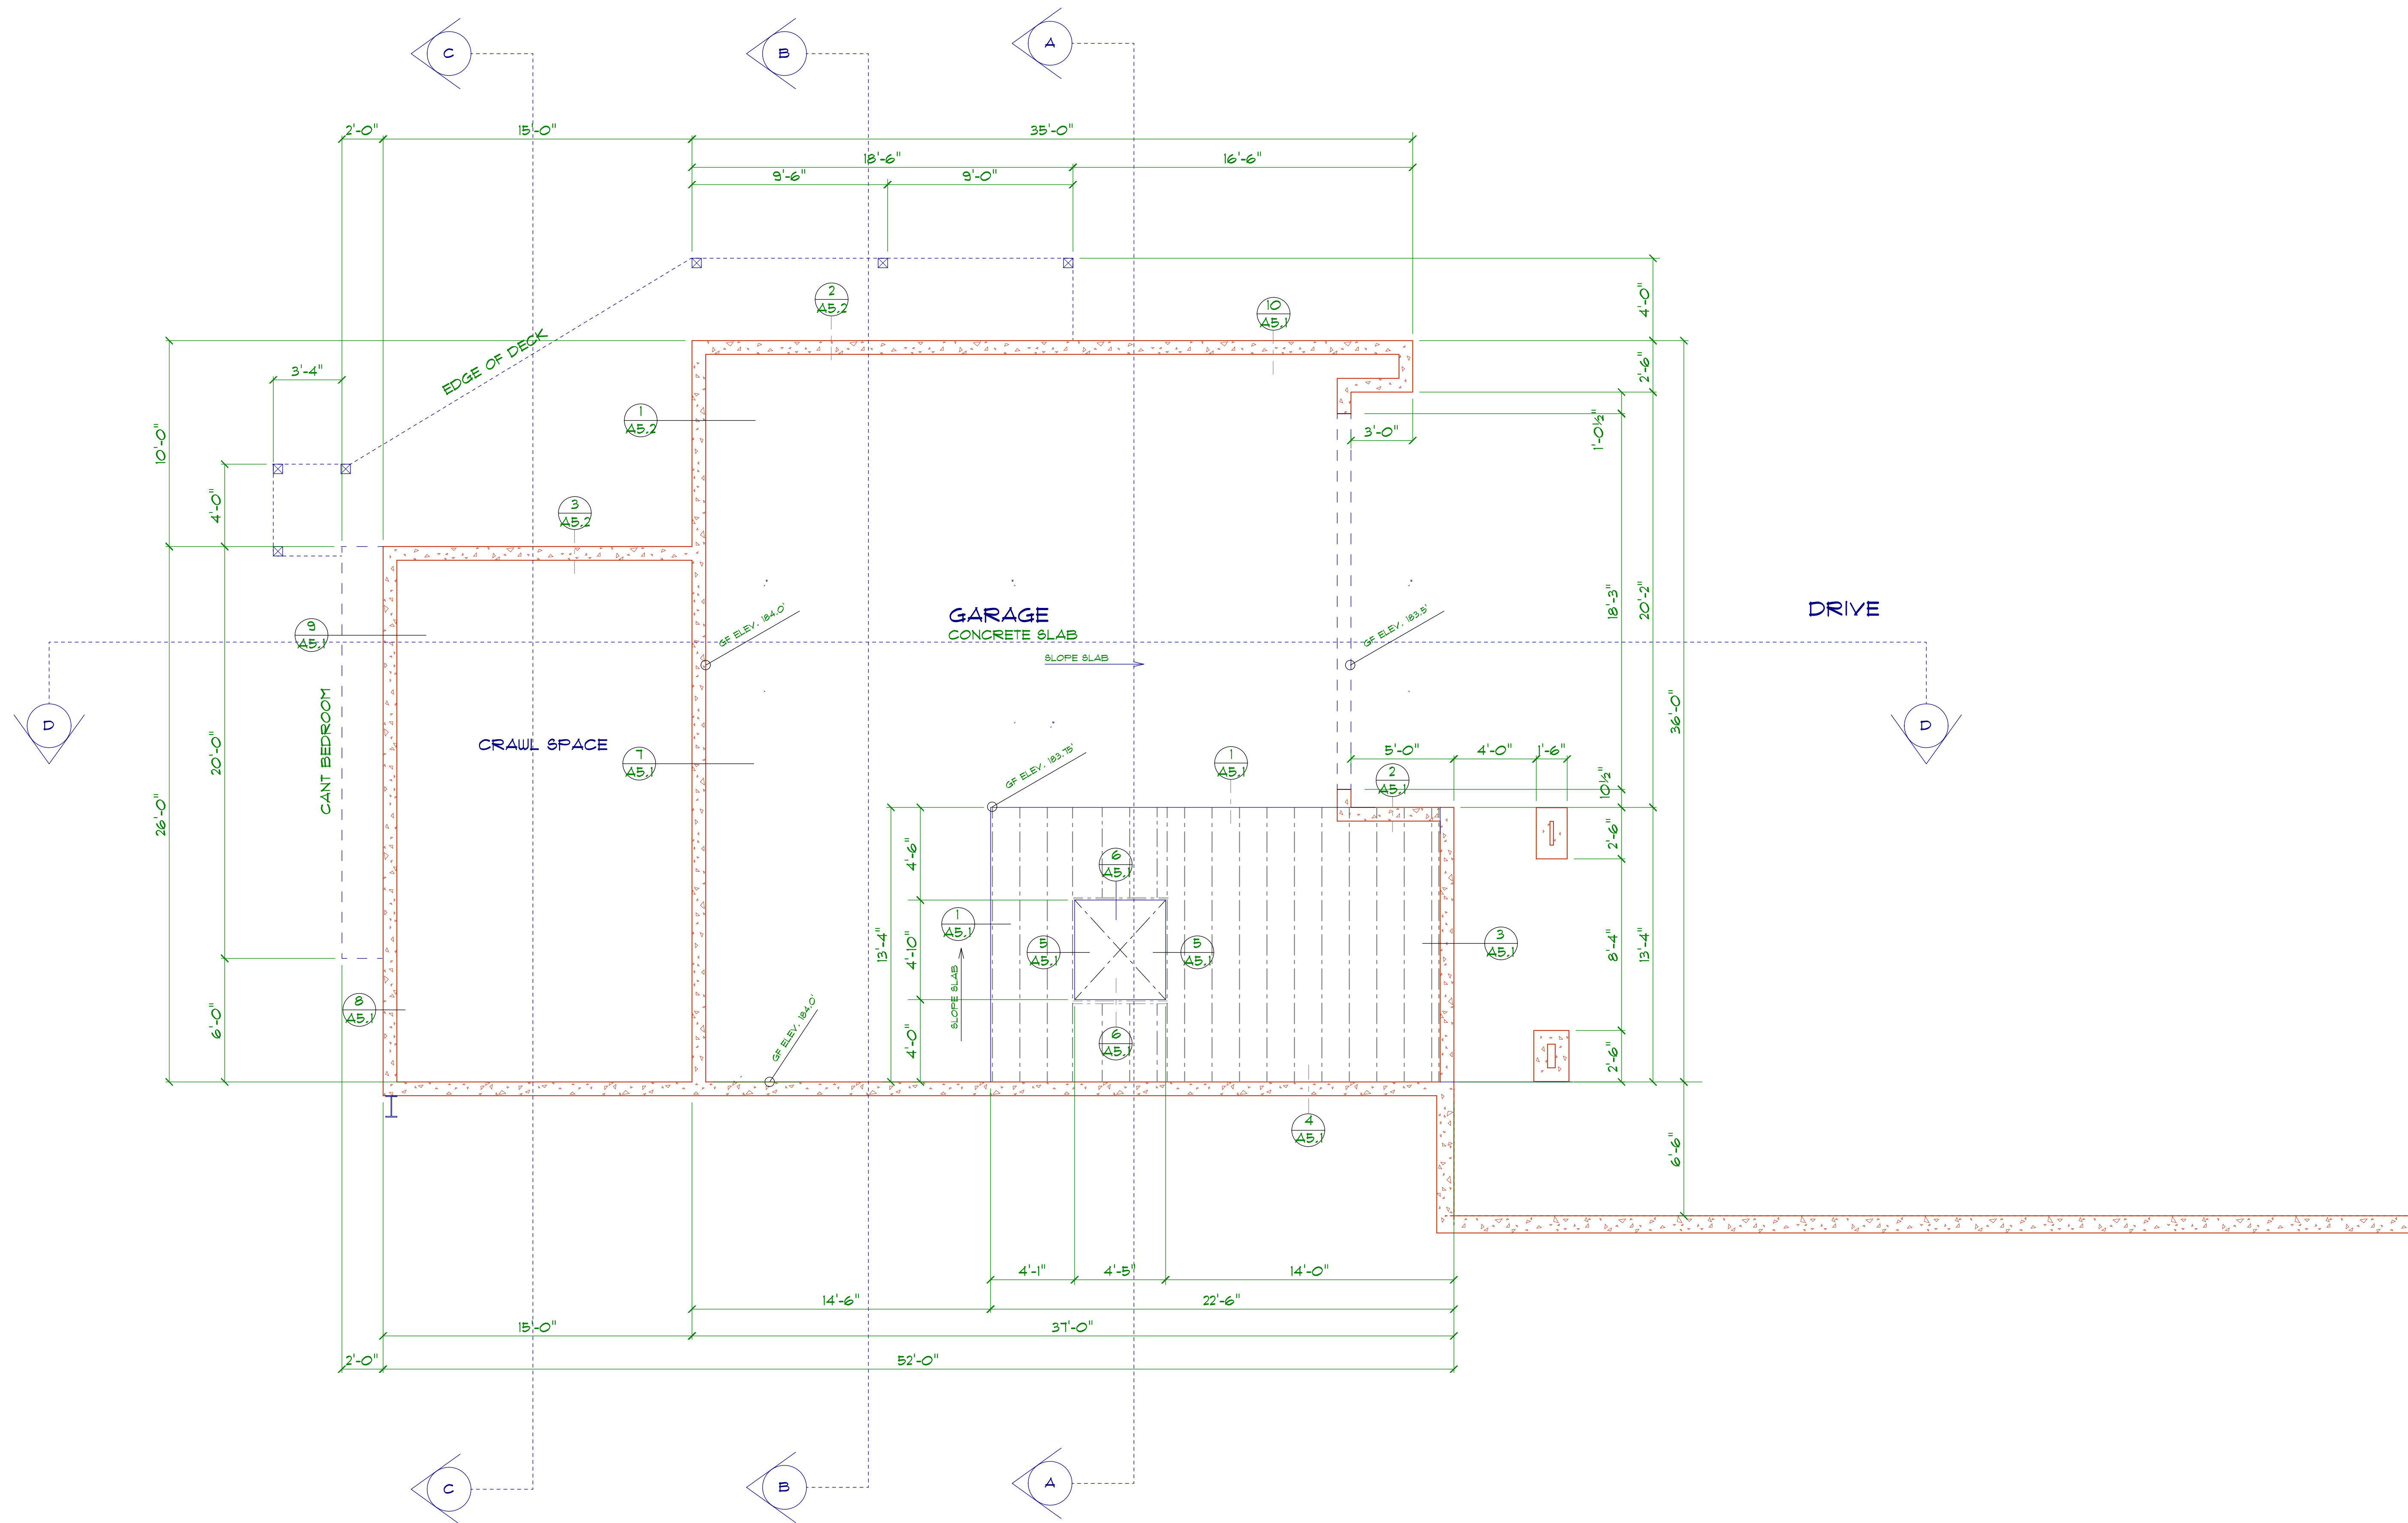 C
B
A
2'-0"
15'-0"
35'-0"
18'-6"
16'-6"
9'-6"
9'-0"
2
A5.2
10
A5.1
4'-0"
2'-6"
EDGE OF DECK
3'-4"
1
A5.2
10'-0"
3'-0"
1'-0½"
4'-0"
3
A5.2
GARAGE
CONCRETE SLAB
GF ELEV. 184.0'
GF ELEV. 183.5'
SLOPE SLAB
18'-3"
20'-2"
DRIVE
9
A5.1
D
CANT BEDROOM
CRAWL SPACE
7
A5.1
36'-0"
D
20'-0"
26'-0"
GF ELEV. 183.75'
1
A5.1
5'-0"
4'-0"
1'-6"
2
A5.1
10½"
4'-6"
6
A5.1
2'-6"
1
A5.1
13'-4"
4'-10"
5
A5.1
5
A5.1
3
A5.1
8'-4"
13'-4"
SLOPE SLAB
8
A5.1
6'-0"
GF ELEV. 184.0'
4'-0"
6
A5.1
2'-6"
4
A5.1
6'-6"
4'-1"
4'-5"
14'-0"
14'-6"
22'-6"
15'-0"
37'-0"
2'-0"
52'-0"
C
B
A